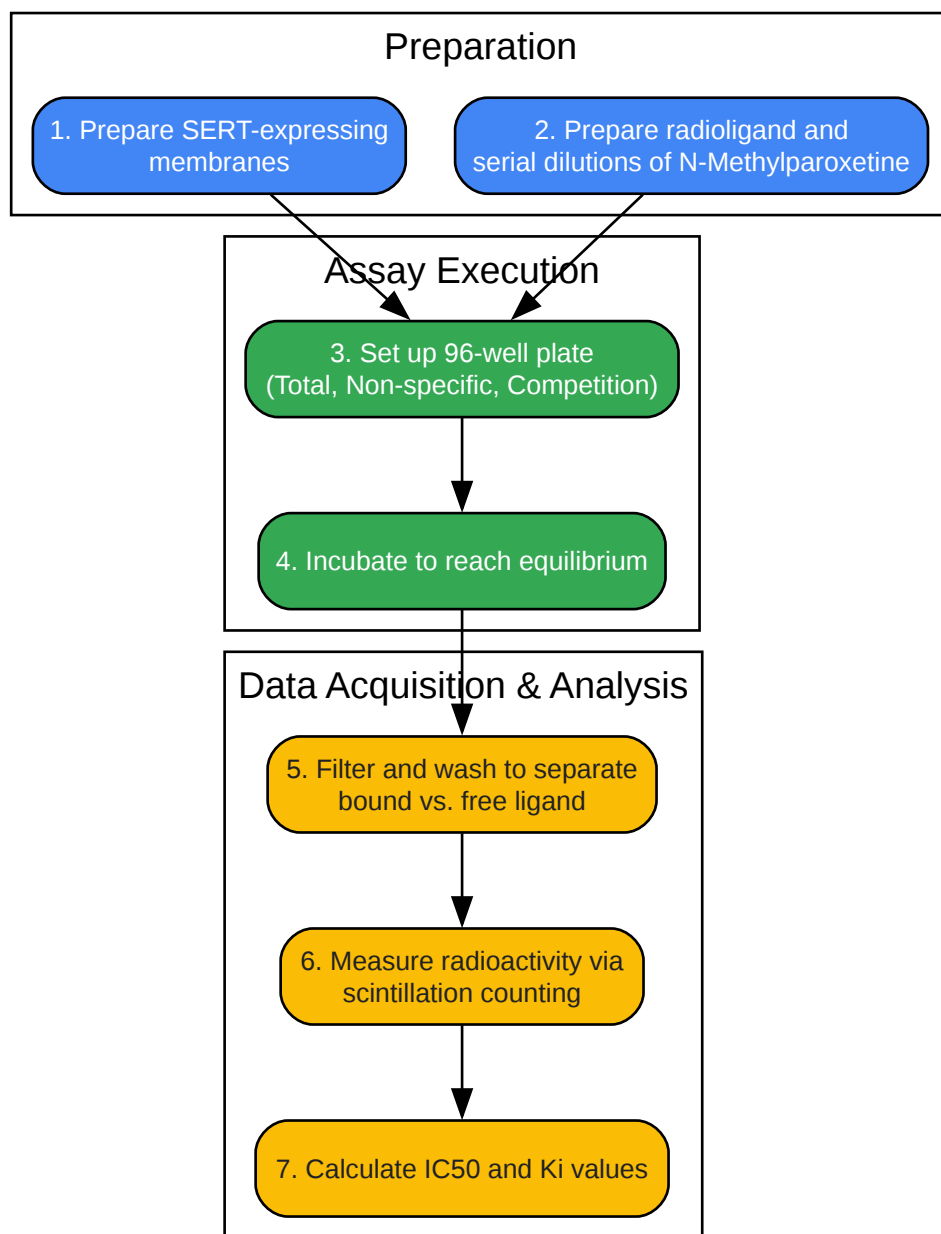 Preparation
1. Prepare SERT-expressing
membranes
2. Prepare radioligand and
serial dilutions of N-Methylparoxetine
Assay Execution
3. Set up 96-well plate
(Total, Non-specific, Competition)
4. Incubate to reach equilibrium
Data Acquisition & Analysis
5. Filter and wash to separate
bound vs. free ligand
6. Measure radioactivity via
scintillation counting
7. Calculate IC50 and Ki values